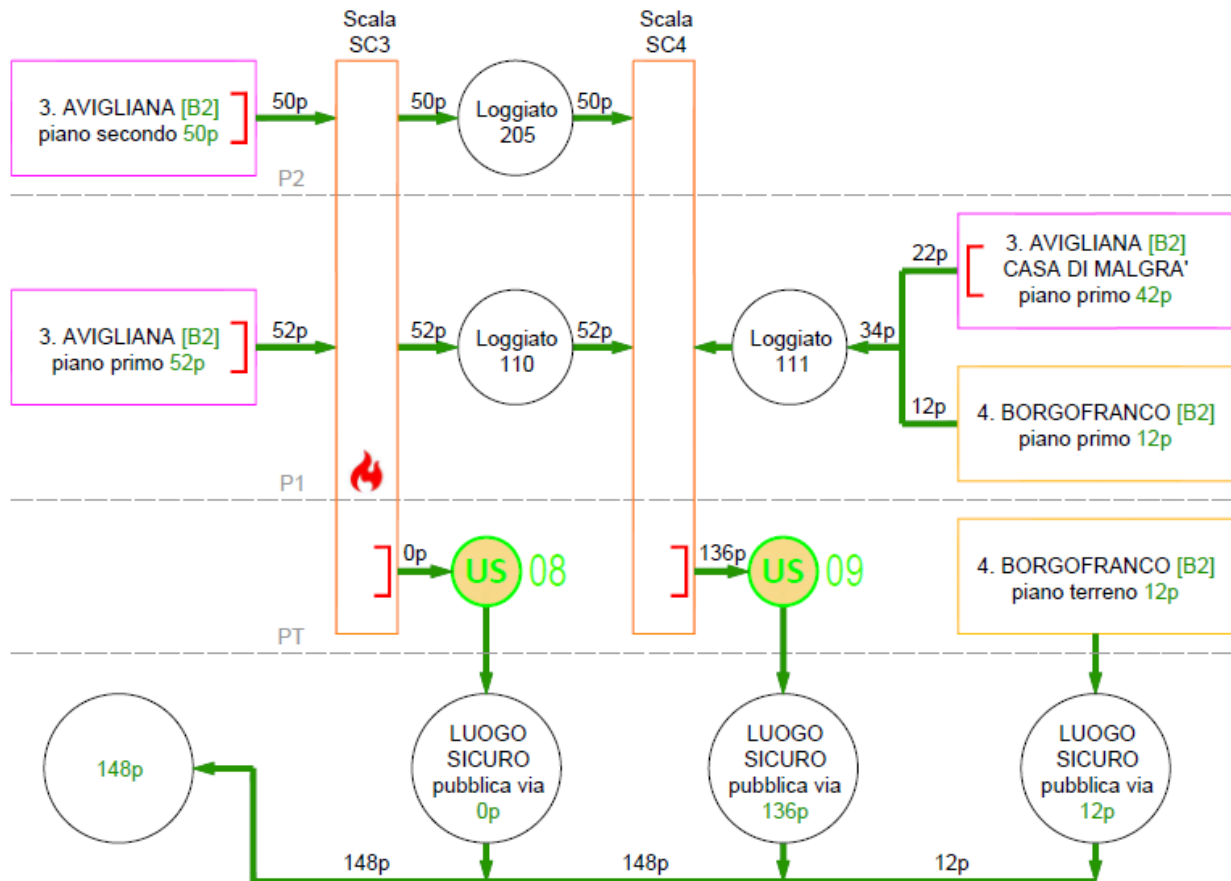 Scala
SC3
Scala
SC4
3. AVIGLIANA [B2]
piano secondo 50p
50p
50p
Loggiato
205
50p
P2
3. AVIGLIANA [B2]
piano primo 52p
52p
52p
Loggiato
110
52p
Loggiato
111
34p
22p
3. AVIGLIANA [B2]
CASA DI MALGRA'
piano primo 42p
12p
4. BORGOFRANCO [B2]
piano primo 12p
P1
0p
US 08
136p
US 09
4. BORGOFRANCO [B2]
piano terreno 12p
PT
148p
LUOGO
SICURO
pubblica via
0p
LUOGO
SICURO
pubblica via
136p
LUOGO
SICURO
pubblica via
12p
148p
148p
12p